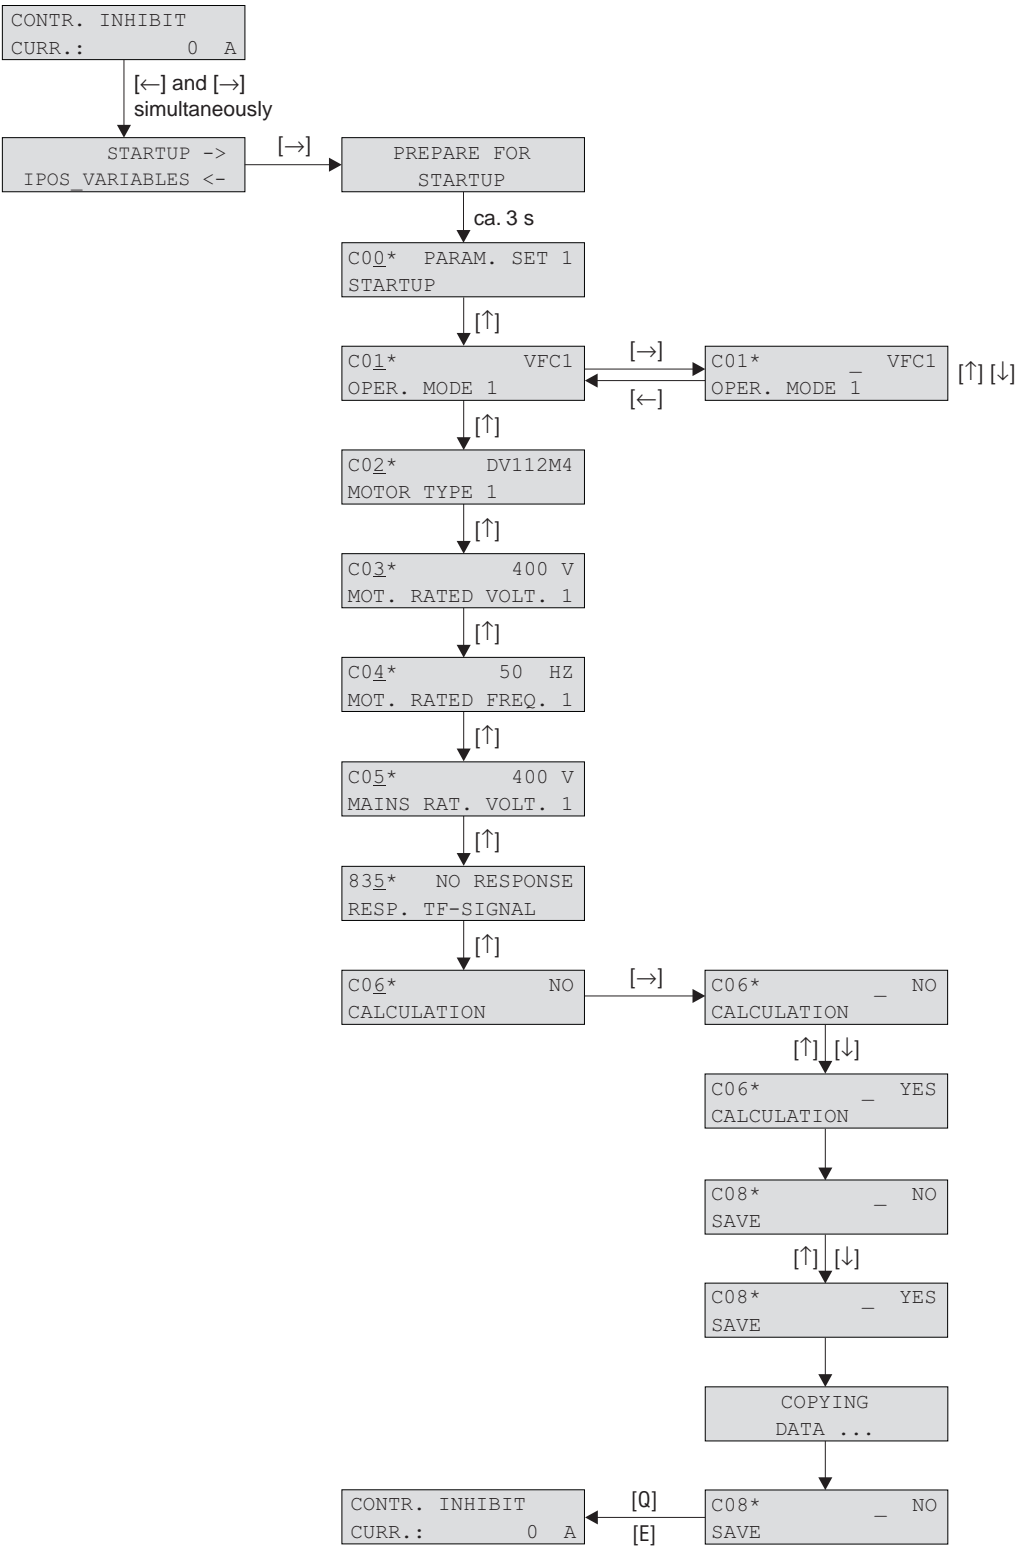 CONTR. INHIBIT
CURR.: 0 A
[←] and [→]
simultaneously
STARTUP ->
IPOS_VARIABLES <-
[→]
PREPARE FOR
STARTUP
ca. 3 s
C00* PARAM. SET 1
STARTUP
[↑]
C01* VFC1
OPER. MODE 1
[→]
[←]
C01* _ VFC1
OPER. MODE 1
[↑] [↓]
[↑]
C02* DV112M4
MOTOR TYPE 1
[↑]
C03* 400 V
MOT. RATED VOLT. 1
[↑]
C04* 50 HZ
MOT. RATED FREQ. 1
[↑]
C05* 400 V
MAINS RAT. VOLT. 1
[↑]
835* NO RESPONSE
RESP. TF-SIGNAL
[↑]
C06* NO
CALCULATION
[→]
C06* _ NO
CALCULATION
[↑] [↓]
C06* _ YES
CALCULATION
C08* _ NO
SAVE
[↑] [↓]
C08* _ YES
SAVE
COPYING
DATA ...
C08* _ NO
SAVE
[Q]
[E]
CONTR. INHIBIT
CURR.: 0 A